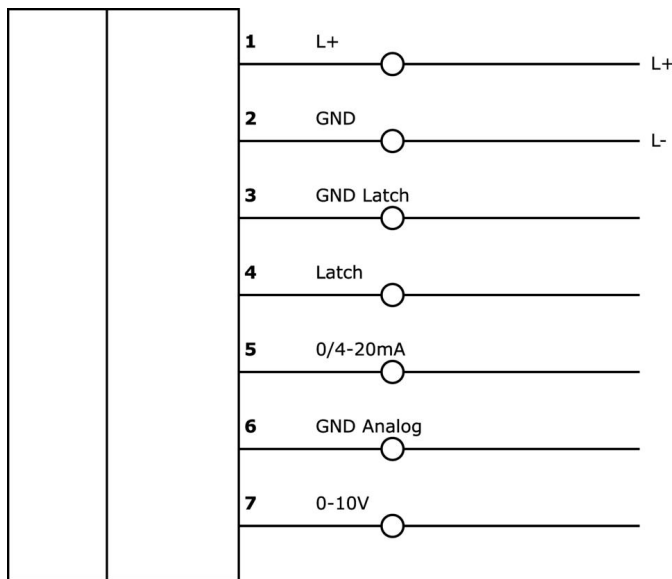 1 L+
L+
2 GND
L-
3 GND Latch
4 Latch
5 0/4-20mA
6 GND Analog
7 0-10V